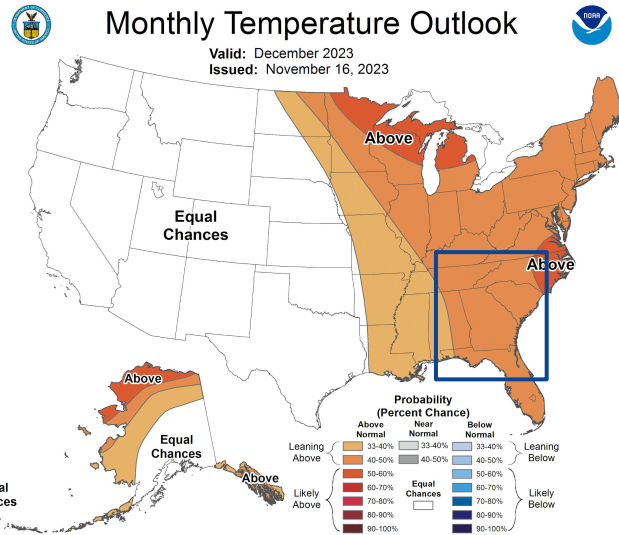 Monthly Temperature Outlook
NOAA
Valid: December 2023
Issued: November 16, 2023
Above
Equal
Chances
Above
Above
Equal
Chances
Above
al
ces
Probability
(Percent Chance)
Above
Normal
Near
Normal
Below
Normal
Leaning
Above
33-40%
40-50%
33-40%
40-50%
33-40%
40-50%
Leaning
Below
Likely
Above
50-60%
60-70%
70-80%
80-90%
90-100%
Equal
Chances
50-60%
60-70%
70-80%
80-90%
90-100%
Likely
Below